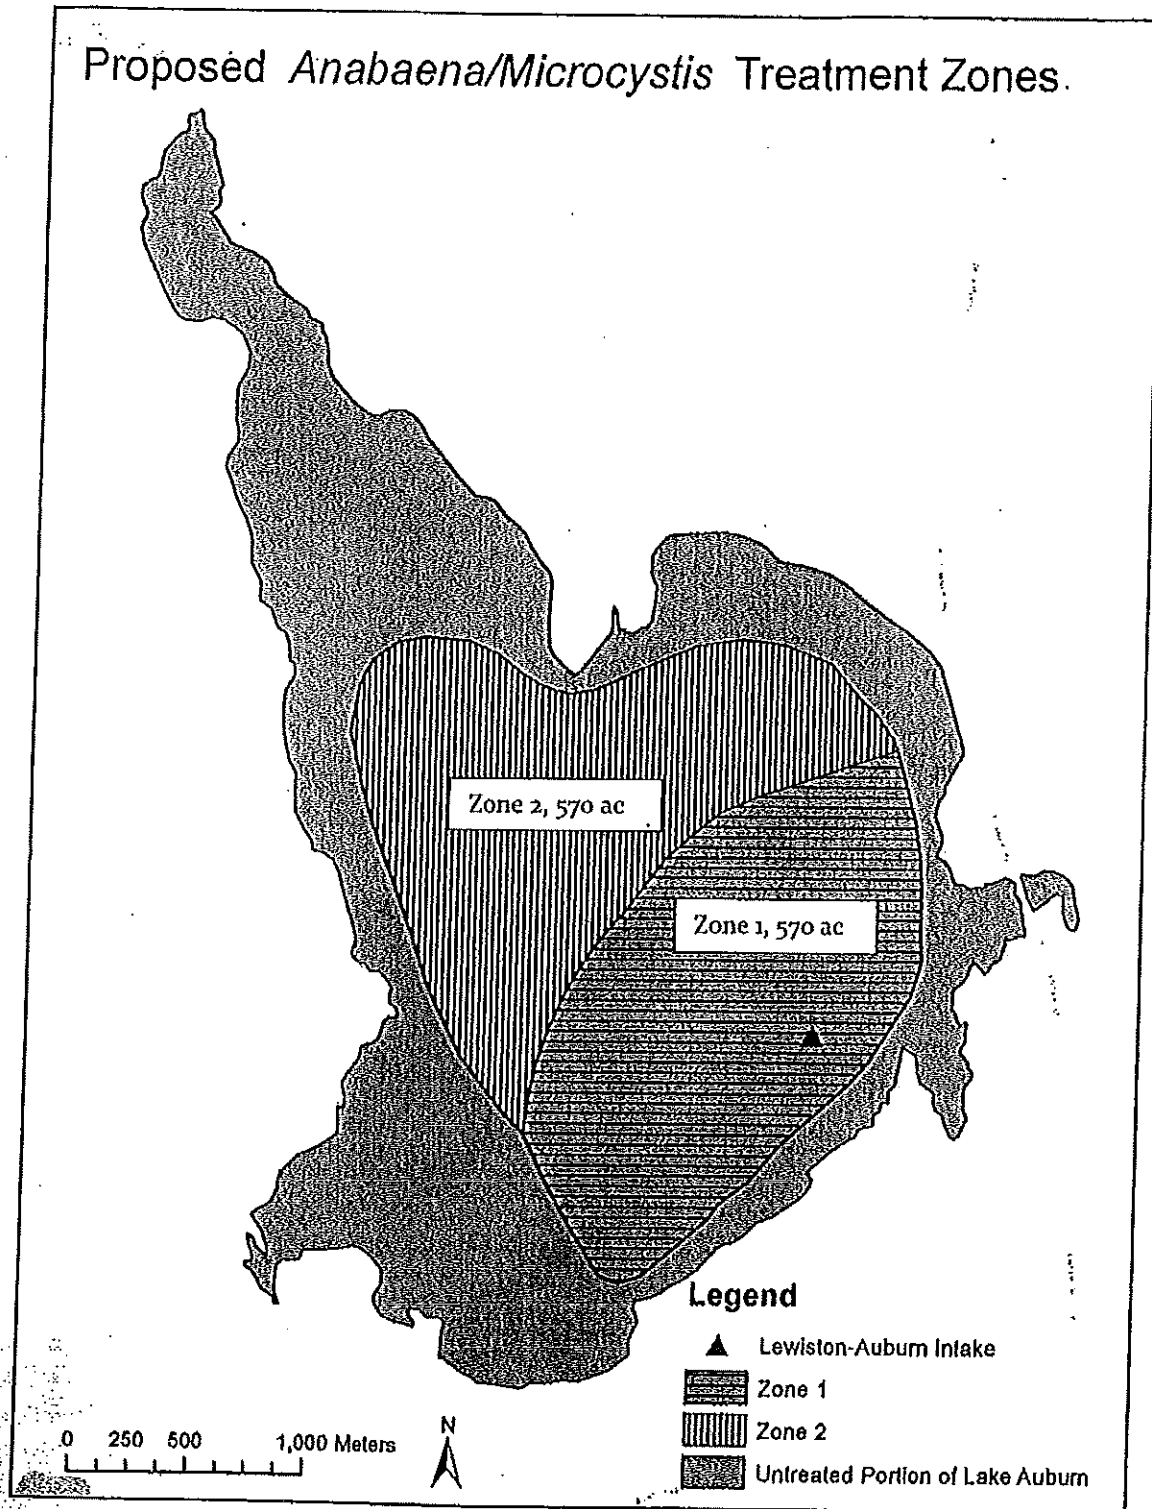 Proposed Anabaena/Microcystis Treatment Zones.
Zone 2, 570 ac
Zone 1, 570 ac
Legend
Lewiston-Auburn Intake
Zone 1
Zone 2
Untreated Portion of Lake Auburn
N
0 250 500 1,000 Meters